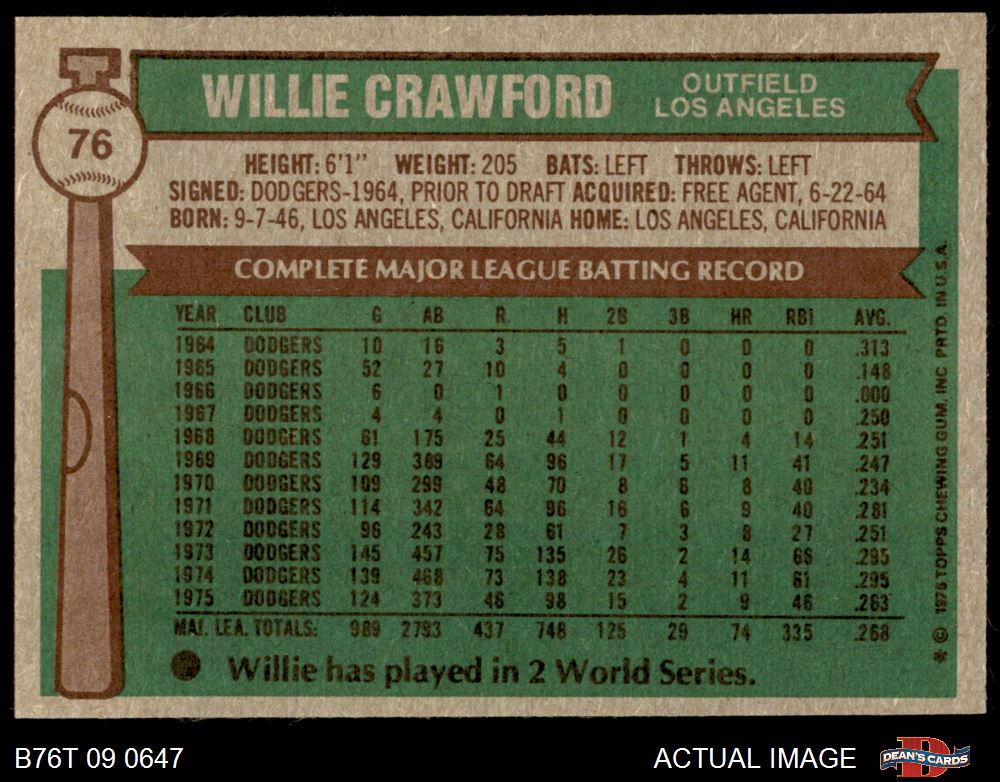 76
WILLIE CRAWFORD
OUTFIELD
LOS ANGELES
HEIGHT: 6'1" WEIGHT: 205 BATS: LEFT THROWS: LEFT
SIGNED: DODGERS-1964, PRIOR TO DRAFT ACQUIRED: FREE AGENT, 6-22-64
BORN: 9-7-46, LOS ANGELES, CALIFORNIA HOME: LOS ANGELES, CALIFORNIA
COMPLETE MAJOR LEAGUE BATTING RECORD
YEAR CLUB G AB R H 2B 3B HR RBI AVG.
1964 DODGERS 10 16 3 5 1 0 0 0 .313
1965 DODGERS 52 27 10 4 0 0 0 0 .148
1966 DODGERS 6 0 1 0 0 0 0 0 .000
1967 DODGERS 4 4 0 1 0 0 0 0 .250
1968 DODGERS 61 175 25 44 12 1 4 14 .251
1969 DODGERS 129 389 64 96 17 5 11 41 .247
1970 DODGERS 109 299 48 70 8 6 8 40 .234
1971 DODGERS 114 342 64 96 16 6 9 40 .281
1972 DODGERS 96 243 28 61 7 3 8 27 .251
1973 DODGERS 145 457 75 135 26 2 14 66 .295
1974 DODGERS 139 468 73 138 23 4 11 61 .295
1975 DODGERS 124 373 46 98 15 2 9 46 .263
MAJ. LEA. TOTALS: 989 2793 437 748 125 29 74 335 .268
Willie has played in 2 World Series.
* © 1976 TOPPS CHEWING GUM, INC PRTD. IN U.S.A.
B76T 09 0647
ACTUAL IMAGE
DEAN'S CARDS